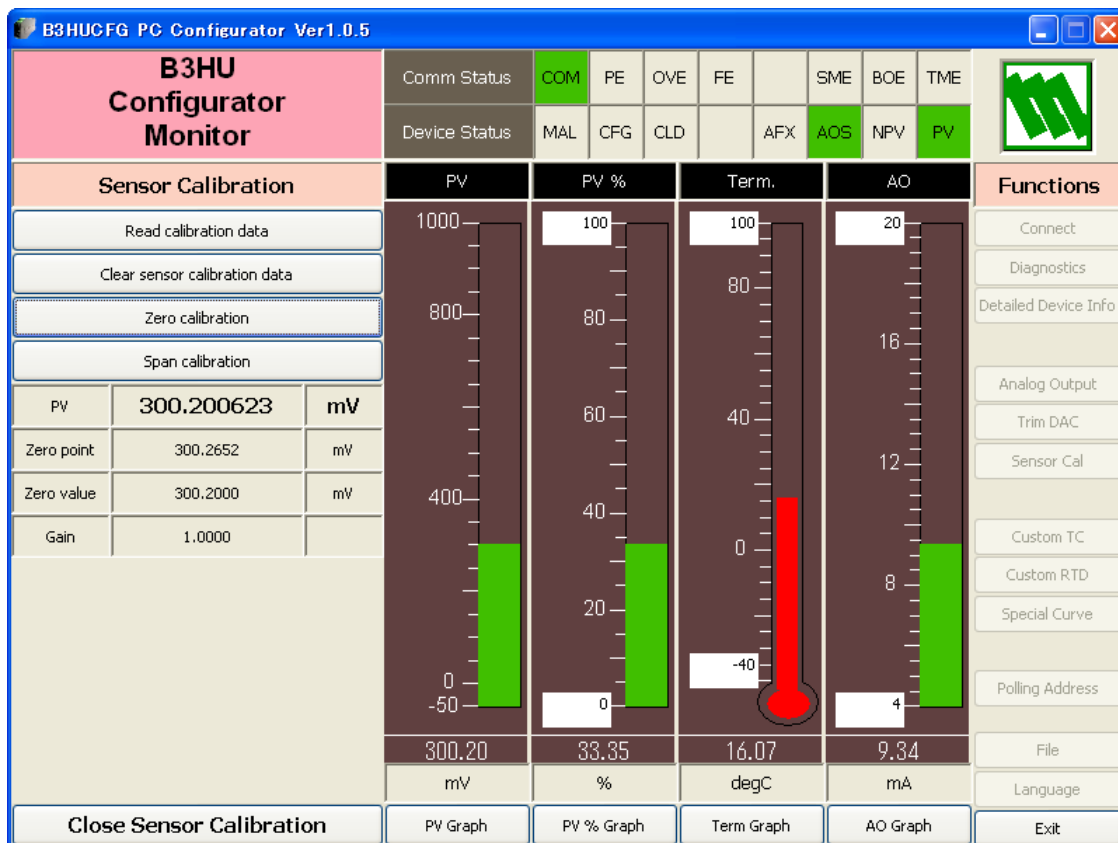 B3HUCFG PC Configurator Ver1.0.5
B3HU
Configurator
Monitor
Comm Status COM PE OVE FE SME BOE TME
Device Status MAL CFG CLD AFX AOS NPV PV
Sensor Calibration
Read calibration data
Clear sensor calibration data
Zero calibration
Span calibration
PV 300.200623 mV
Zero point 300.2652 mV
Zero value 300.2000 mV
Gain 1.0000
Close Sensor Calibration
PV
1000
800
400
0
-50
300.20
mV
PV Graph
PV %
100
80
60
40
20
0
33.35
%
PV % Graph
Term.
100
80
40
0
-40
16.07
degC
Term Graph
AO
20
16
12
8
4
9.34
mA
AO Graph
Functions
Connect
Diagnostics
Detailed Device Info
Analog Output
Trim DAC
Sensor Cal
Custom TC
Custom RTD
Special Curve
Polling Address
File
Language
Exit